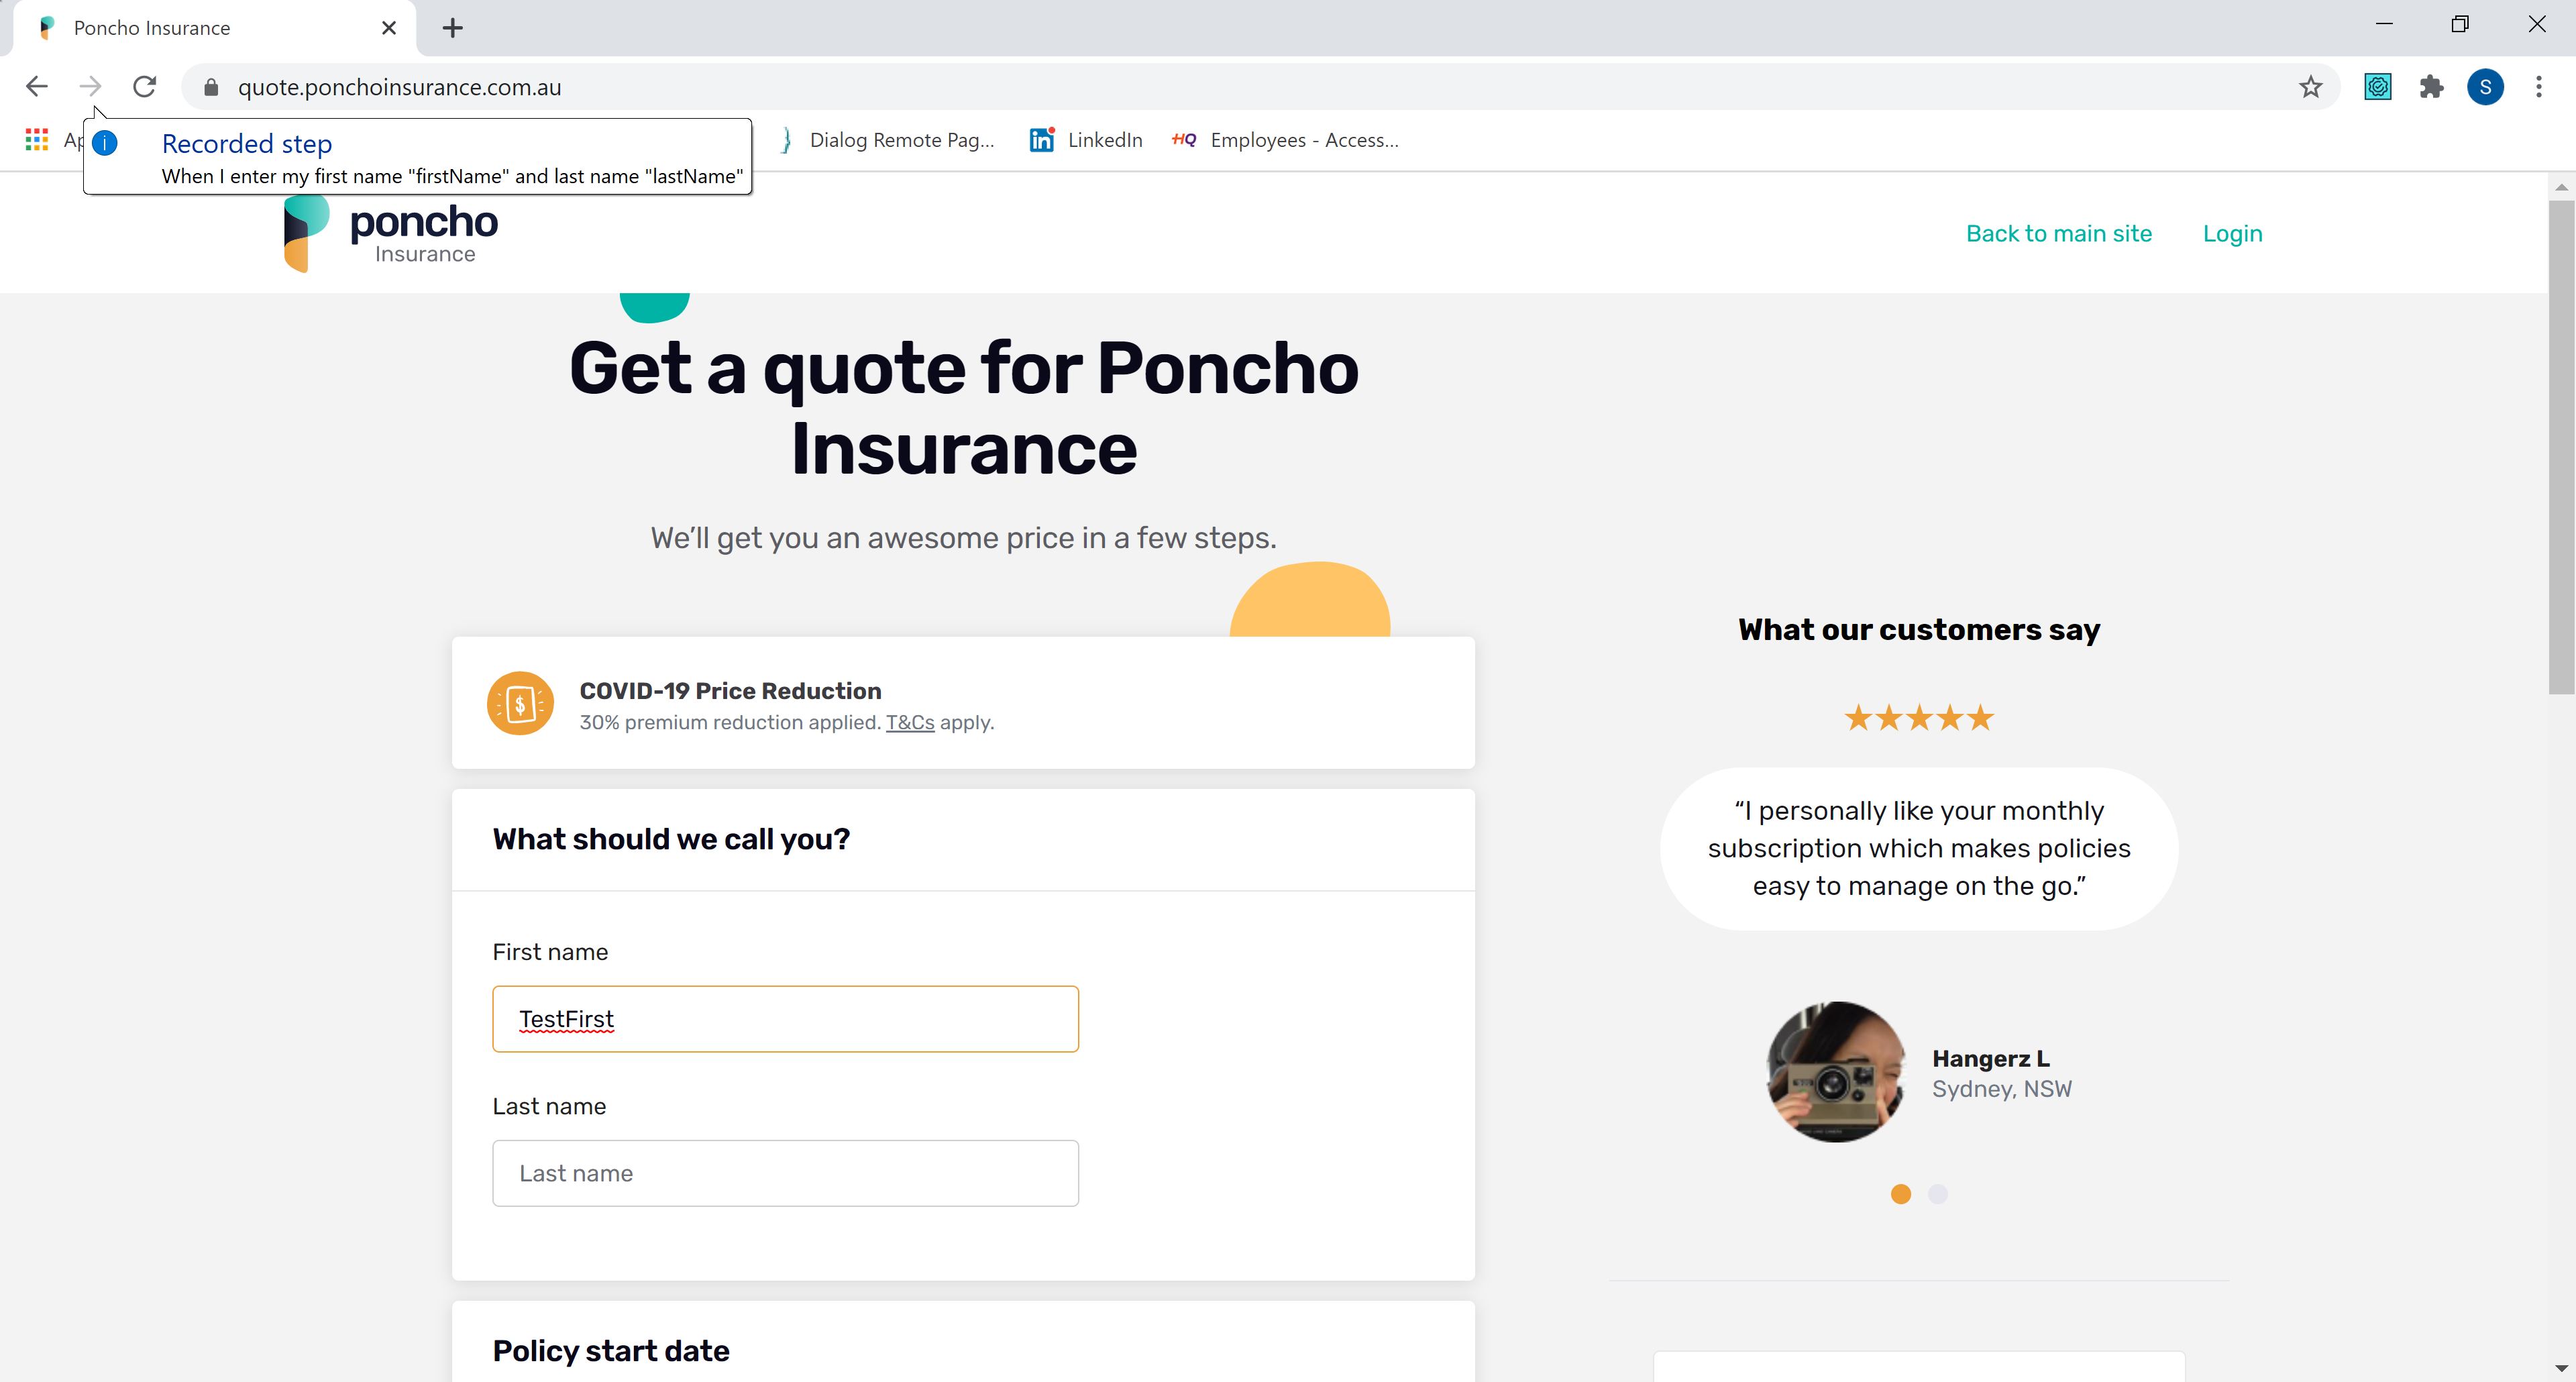 Poncho Insurance
quote.ponchoinsurance.com.au
S
Ap
Recorded step
When I enter my first name "firstName" and last name "lastName"
Dialog Remote Pag...
in LinkedIn
HQ Employees - Access...
poncho
Insurance
Back to main site
Login
Get a quote for Poncho
Insurance
We'll get you an awesome price in a few steps.
$
COVID-19 Price Reduction
30% premium reduction applied. T&Cs apply.
What should we call you?
First name
TestFirst
Last name
Last name
Policy start date
What our customers say
“I personally like your monthly
subscription which makes policies
easy to manage on the go.”
Hangerz L
Sydney, NSW